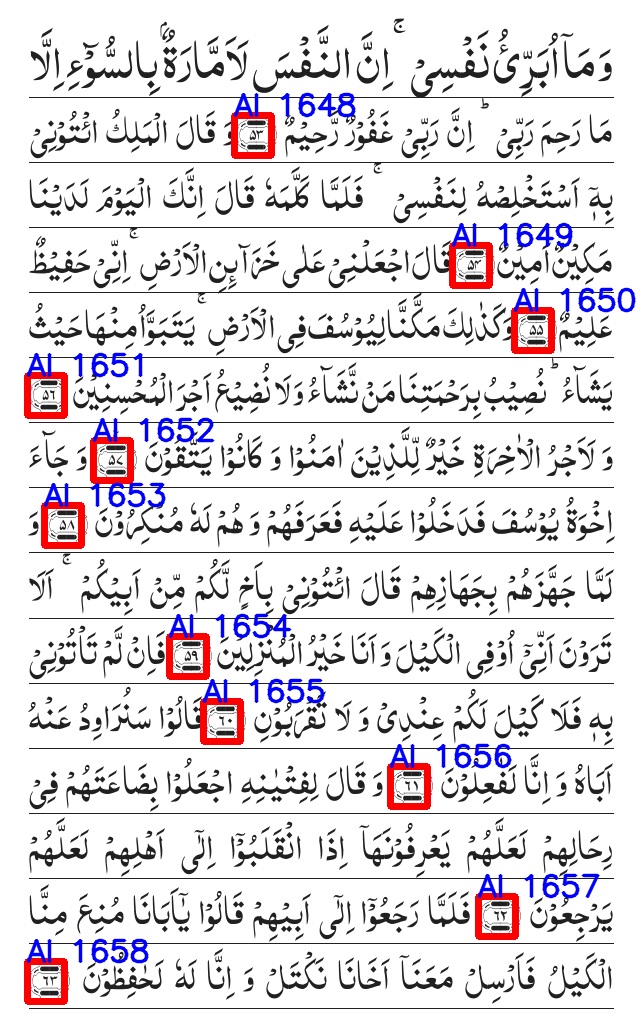 وَمَاۤ اُبَرِّئُ نَفْسِیْ ۚ اِنَّ النَّفْسَ لَاَمَّارَةٌۢ بِالسُّوْٓءِ اِلَّا
مَا رَحِمَ رَبِّیْ ؕ اِنَّ رَبِّیْ غَفُوْرٌ رَّحِیْمٌ ۵۳ وَ قَالَ الْمَلِكُ ائْتُوْنِیْ
AI 1648
بِهٖۤ اَسْتَخْلِصْهُ لِنَفْسِیْ ۚ فَلَمَّا كَلَّمَهٗ قَالَ اِنَّكَ الْیَوْمَ لَدَیْنَا
مَكِیْنٌ اَمِیْنٌ ۵۴ قَالَ اجْعَلْنِیْ عَلٰی خَزَآىِٕنِ الْاَرْضِ ۚ اِنِّیْ حَفِیْظٌ
AI 1649
عَلِیْمٌ ۵۵ وَكَذٰلِكَ مَكَّنَّا لِیُوْسُفَ فِی الْاَرْضِ ۚ یَتَبَوَّاُ مِنْهَا حَیْثُ
AI 1650
یَشَآءُ ؕ نُصِیْبُ بِرَحْمَتِنَا مَنْ نَّشَآءُ وَلَا نُضِیْعُ اَجْرَ الْمُحْسِنِیْنَ ۵۶
AI 1651
وَ لَاَجْرُ الْاٰخِرَةِ خَیْرٌ لِّلَّذِیْنَ اٰمَنُوْا وَ كَانُوْا یَتَّقُوْنَ ۵۷ وَ جَآءَ
AI 1652
اِخْوَةُ یُوْسُفَ فَدَخَلُوْا عَلَیْهِ فَعَرَفَهُمْ وَ هُمْ لَهٗ مُنْكِرُوْنَ ۵۸ وَ
AI 1653
لَمَّا جَهَّزَهُمْ بِجَهَازِهِمْ قَالَ ائْتُوْنِیْ بِاَخٍ لَّكُمْ مِّنْ اَبِیْكُمْ ۚ اَلَا
تَرَوْنَ اَنِّیْۤ اُوْفِی الْكَیْلَ وَ اَنَا خَیْرُ الْمُنْزِلِیْنَ ۵۹ فَاِنْ لَّمْ تَاْتُوْنِیْ
AI 1654
بِهٖ فَلَا كَیْلَ لَكُمْ عِنْدِیْ وَ لَا تَقْرَبُوْنِ ۶۰ قَالُوْا سَنُرَاوِدُ عَنْهُ
AI 1655
اَبَاهُ وَ اِنَّا لَفٰعِلُوْنَ ۶۱ وَ قَالَ لِفِتْیٰنِهِ اجْعَلُوْا بِضَاعَتَهُمْ فِیْ
AI 1656
رِحَالِهِمْ لَعَلَّهُمْ یَعْرِفُوْنَهَاۤ اِذَا انْقَلَبُوْۤا اِلٰۤی اَهْلِهِمْ لَعَلَّهُمْ
یَرْجِعُوْنَ ۶۲ فَلَمَّا رَجَعُوْۤا اِلٰۤی اَبِیْهِمْ قَالُوْا یٰۤاَبَانَا مُنِعَ مِنَّا
AI 1657
الْكَیْلُ فَاَرْسِلْ مَعَنَاۤ اَخَانَا نَكْتَلْ وَ اِنَّا لَهٗ لَحٰفِظُوْنَ ۶۳
AI 1658